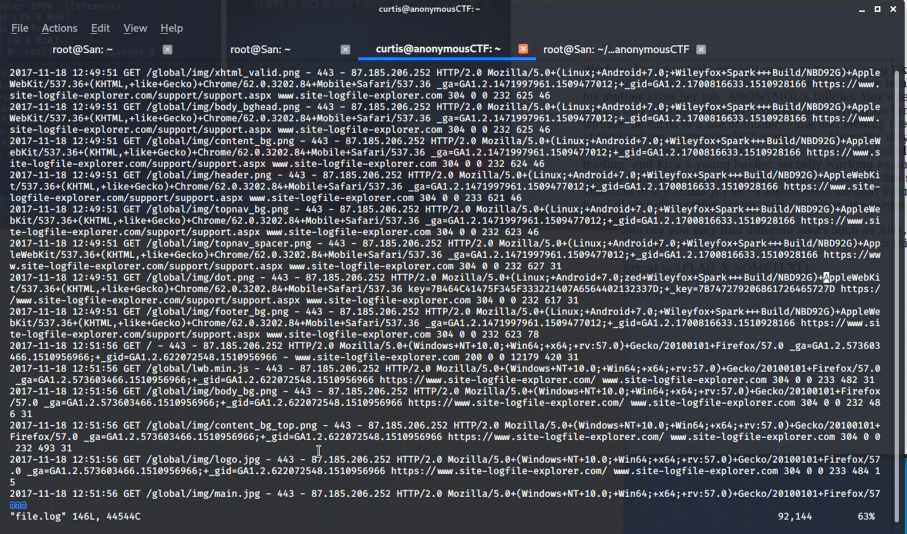 curtis@anonymousCTF: ~
File Actions Edit View Help
root@San: ~ root@San: ~ curtis@anonymousCTF: ~ root@San: ~/...anonymousCTF
2017-11-18 12:49:51 GET /global/img/xhtml_valid.png - 443 - 87.185.206.252 HTTP/2.0 Mozilla/5.0+(Linux;+Android+7.0;+Wileyfox+Spark+++Build/NBD92G)+Apple
WebKit/537.36+(KHTML,+like+Gecko)+Chrome/62.0.3202.84+Mobile+Safari/537.36 _ga=GA1.2.1471997961.1509477012;+_gid=GA1.2.1700816633.1510928166 https://www.
site-logfile-explorer.com/support/support.aspx www.site-logfile-explorer.com 304 0 0 232 625 46
2017-11-18 12:49:51 GET /global/img/body_bghead.png - 443 - 87.185.206.252 HTTP/2.0 Mozilla/5.0+(Linux;+Android+7.0;+Wileyfox+Spark+++Build/NBD92G)+Apple
WebKit/537.36+(KHTML,+like+Gecko)+Chrome/62.0.3202.84+Mobile+Safari/537.36 _ga=GA1.2.1471997961.1509477012;+_gid=GA1.2.1700816633.1510928166 https://www.
site-logfile-explorer.com/support/support.aspx www.site-logfile-explorer.com 304 0 0 232 625 46
2017-11-18 12:49:51 GET /global/img/content_bg.png - 443 - 87.185.206.252 HTTP/2.0 Mozilla/5.0+(Linux;+Android+7.0;+Wileyfox+Spark+++Build/NBD92G)+AppleW
ebKit/537.36+(KHTML,+like+Gecko)+Chrome/62.0.3202.84+Mobile+Safari/537.36 _ga=GA1.2.1471997961.1509477012;+_gid=GA1.2.1700816633.1510928166 https://www.s
ite-logfile-explorer.com/support/support.aspx www.site-logfile-explorer.com 304 0 0 232 624 46
2017-11-18 12:49:51 GET /global/img/header.png - 443 - 87.185.206.252 HTTP/2.0 Mozilla/5.0+(Linux;+Android+7.0;+Wileyfox+Spark+++Build/NBD92G)+AppleWebKi
t/537.36+(KHTML,+like+Gecko)+Chrome/62.0.3202.84+Mobile+Safari/537.36 _ga=GA1.2.1471997961.1509477012;+_gid=GA1.2.1700816633.1510928166 https://www.site-
logfile-explorer.com/support/support.aspx www.site-logfile-explorer.com 304 0 0 233 621 46
2017-11-18 12:49:51 GET /global/img/topnav_bg.png - 443 - 87.185.206.252 HTTP/2.0 Mozilla/5.0+(Linux;+Android+7.0;+Wileyfox+Spark+++Build/NBD92G)+AppleWe
bKit/537.36+(KHTML,+like+Gecko)+Chrome/62.0.3202.84+Mobile+Safari/537.36 _ga=GA1.2.1471997961.1509477012;+_gid=GA1.2.1700816633.1510928166 https://www.si
te-logfile-explorer.com/support/support.aspx www.site-logfile-explorer.com 304 0 0 232 623 46
2017-11-18 12:49:51 GET /global/img/topnav_spacer.png - 443 - 87.185.206.252 HTTP/2.0 Mozilla/5.0+(Linux;+Android+7.0;+Wileyfox+Spark+++Build/NBD92G)+App
leWebKit/537.36+(KHTML,+like+Gecko)+Chrome/62.0.3202.84+Mobile+Safari/537.36 _ga=GA1.2.1471997961.1509477012;+_gid=GA1.2.1700816633.1510928166 https://ww
w.site-logfile-explorer.com/support/support.aspx www.site-logfile-explorer.com 304 0 0 232 627 31
2017-11-18 12:49:51 GET /global/img/dot.png - 443 - 87.185.206.252 HTTP/2.0 Mozilla/5.0+(Linux;+Android+7.0;zed+Wileyfox+Spark+++Build/NBD92G)+AppleWebKi
t/537.36+(KHTML,+like+Gecko)+Chrome/62.0.3202.84+Mobile+Safari/537.36 key=7B464C41475F345F333221407A6564402132337D;+_key=7B747279206861726465727D https:/
/www.site-logfile-explorer.com/support/support.aspx www.site-logfile-explorer.com 304 0 0 232 617 31
2017-11-18 12:49:51 GET /global/img/footer_bg.png - 443 - 87.185.206.252 HTTP/2.0 Mozilla/5.0+(Linux;+Android+7.0;+Wileyfox+Spark+++Build/NBD92G)+AppleWe
bKit/537.36+(KHTML,+like+Gecko)+Chrome/62.0.3202.84+Mobile+Safari/537.36 _ga=GA1.2.1471997961.1509477012;+_gid=GA1.2.1700816633.1510928166 https://www.si
te-logfile-explorer.com/support/support.aspx www.site-logfile-explorer.com 304 0 0 232 623 78
2017-11-18 12:51:56 GET / - 443 - 87.185.206.252 HTTP/2.0 Mozilla/5.0+(Windows+NT+10.0;+Win64;+x64;+rv:57.0)+Gecko/20100101+Firefox/57.0 _ga=GA1.2.573603
466.1510956966;+_gid=GA1.2.622072548.1510956966 - www.site-logfile-explorer.com 200 0 0 12179 420 31
2017-11-18 12:51:56 GET /global/lwb.min.js - 443 - 87.185.206.252 HTTP/2.0 Mozilla/5.0+(Windows+NT+10.0;+Win64;+x64;+rv:57.0)+Gecko/20100101+Firefox/57.0
 _ga=GA1.2.573603466.1510956966;+_gid=GA1.2.622072548.1510956966 https://www.site-logfile-explorer.com/ www.site-logfile-explorer.com 304 0 0 233 482 31
2017-11-18 12:51:56 GET /global/img/body_bg.png - 443 - 87.185.206.252 HTTP/2.0 Mozilla/5.0+(Windows+NT+10.0;+Win64;+x64;+rv:57.0)+Gecko/20100101+Firefox
/57.0 _ga=GA1.2.573603466.1510956966;+_gid=GA1.2.622072548.1510956966 https://www.site-logfile-explorer.com/ www.site-logfile-explorer.com 304 0 0 232 48
6 31
2017-11-18 12:51:56 GET /global/img/content_bg_top.png - 443 - 87.185.206.252 HTTP/2.0 Mozilla/5.0+(Windows+NT+10.0;+Win64;+x64;+rv:57.0)+Gecko/20100101+
Firefox/57.0 _ga=GA1.2.573603466.1510956966;+_gid=GA1.2.622072548.1510956966 https://www.site-logfile-explorer.com/ www.site-logfile-explorer.com 304 0 0
 232 493 31
2017-11-18 12:51:56 GET /global/img/logo.jpg - 443 - 87.185.206.252 HTTP/2.0 Mozilla/5.0+(Windows+NT+10.0;+Win64;+x64;+rv:57.0)+Gecko/20100101+Firefox/57
.0 _ga=GA1.2.573603466.1510956966;+_gid=GA1.2.622072548.1510956966 https://www.site-logfile-explorer.com/ www.site-logfile-explorer.com 304 0 0 233 484 1
5
2017-11-18 12:51:56 GET /global/img/main.jpg - 443 - 87.185.206.252 HTTP/2.0 Mozilla/5.0+(Windows+NT+10.0;+Win64;+x64;+rv:57.0)+Gecko/20100101+Firefox/57
@@@
"file.log" 146L, 44544C 92,144 63%